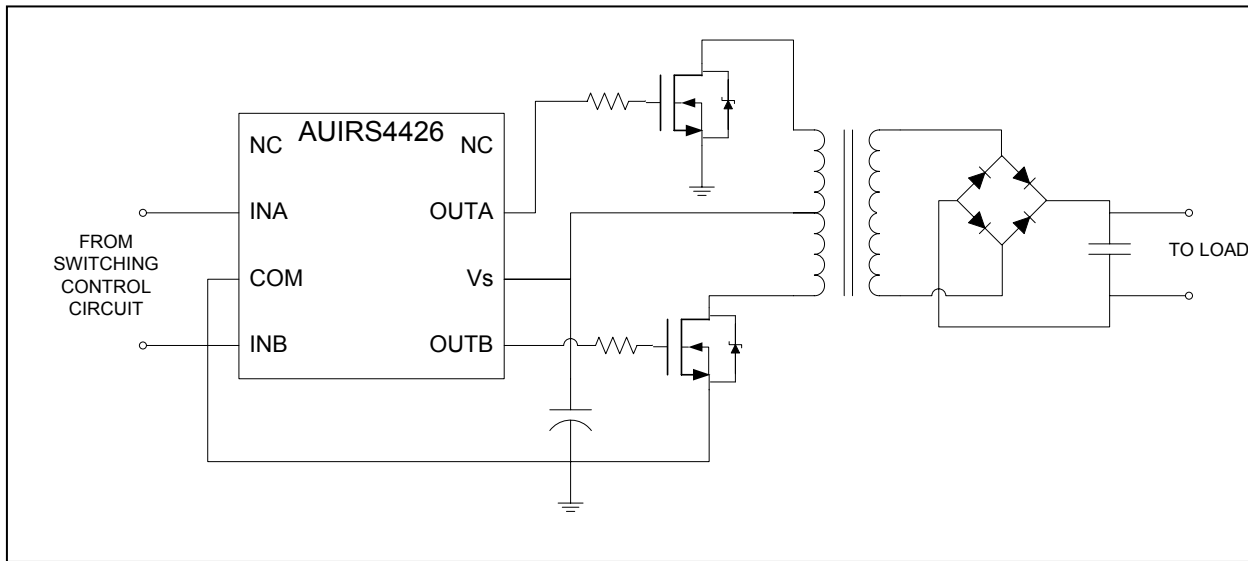 AUIRS4426
NC
NC
INA
OUTA
FROM
SWITCHING
CONTROL
CIRCUIT
COM
Vs
TO LOAD
INB
OUTB